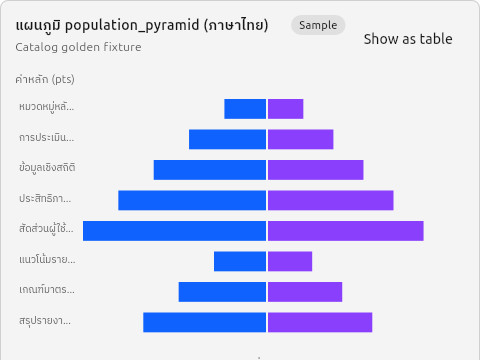 แผนภูมิ population_pyramid (ภาษาไทย)
Sample
Catalog golden fixture
Show as table
ค่าหลัก (pts)
หมวดหมู่หลั...
การประเมิน...
ข้อมูลเชิงสถิติ
ประสิทธิภา...
สัดส่วนผู้ใช้...
แนวโน้มราย...
เกณฑ์มาตร...
สรุปรายงา...